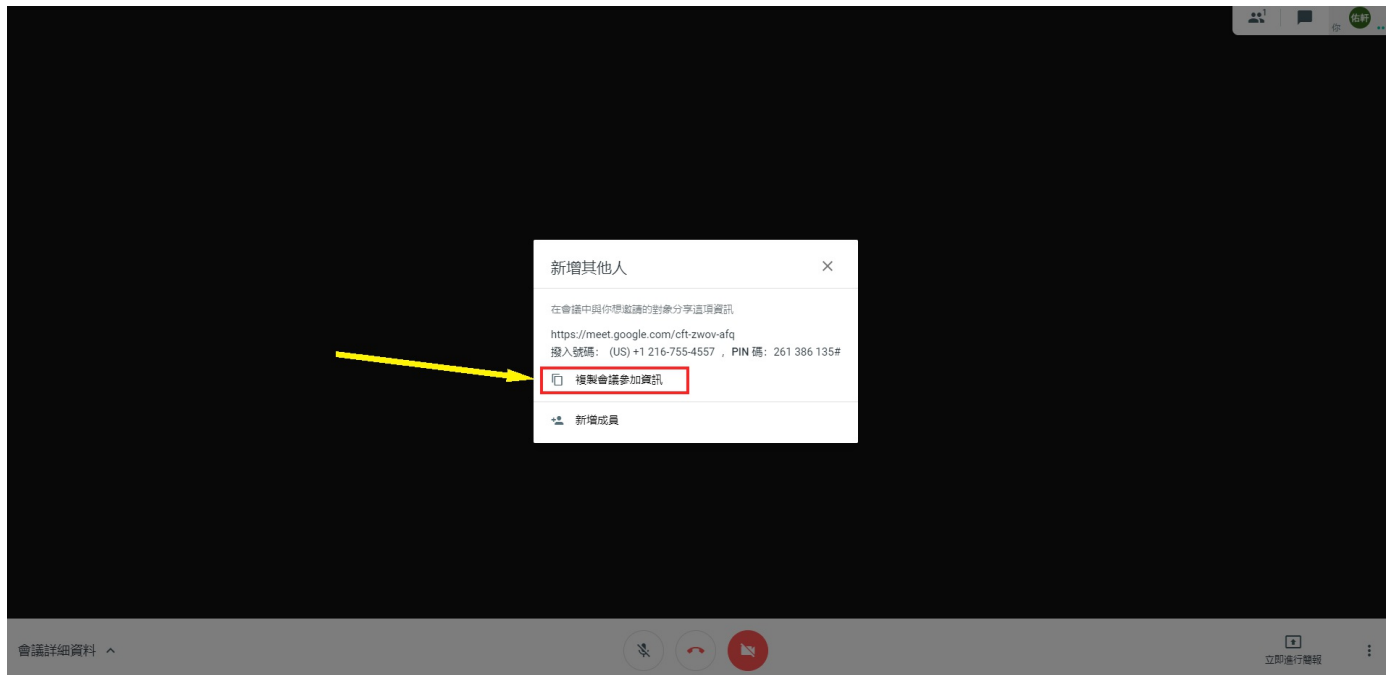 1
佑軒
你
新增其他人
在會議中與你想邀請的對象分享這項資訊
https://meet.google.com/cft-zwov-afq
撥入號碼： (US) +1 216-755-4557 ，PIN 碼：261 386 135#
複製會議參加資訊
新增成員
會議詳細資料
立即進行簡報